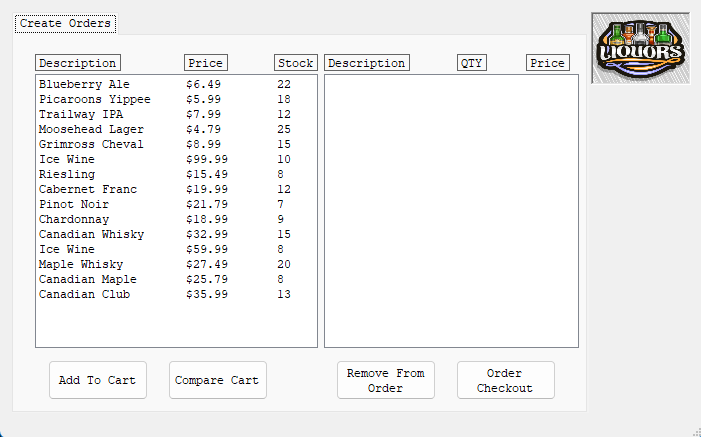 Create Orders
LIQUORS
Description Price Stock Description QTY Price
Blueberry Ale $6.49 22
Picaroons Yippee $5.99 18
Trailway IPA $7.99 12
Moosehead Lager $4.79 25
Grimross Cheval $8.99 15
Ice Wine $99.99 10
Riesling $15.49 8
Cabernet Franc $19.99 12
Pinot Noir $21.79 7
Chardonnay $18.99 9
Canadian Whisky $32.99 15
Ice Wine $59.99 8
Maple Whisky $27.49 20
Canadian Maple $25.79 8
Canadian Club $35.99 13
Add To Cart
Compare Cart
Remove From
Order
Order
Checkout